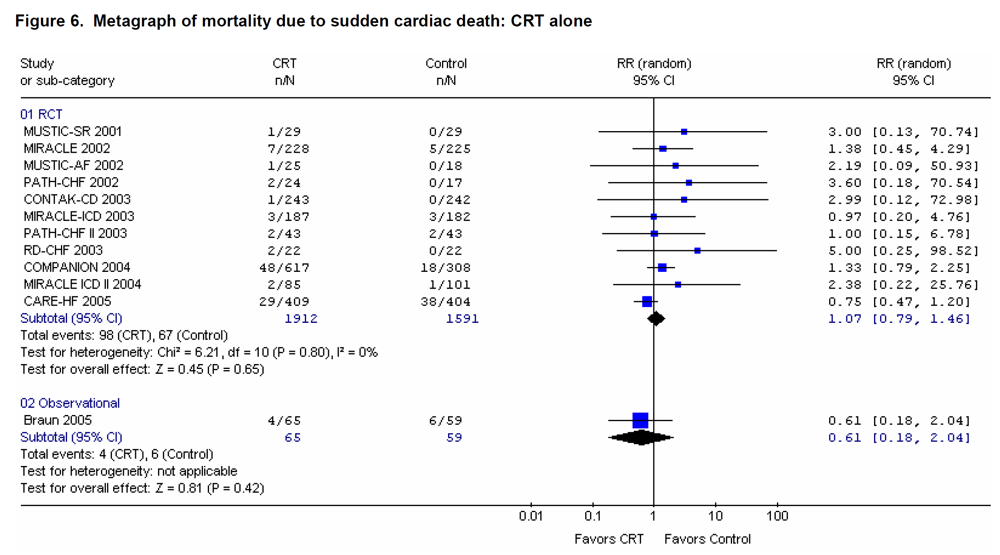 Figure 6.  Metagraph of mortality due to sudden cardiac death: CRT alone
Study CRT Control RR (random) RR (random)
or sub-category n/N n/N 95% CI 95% CI
01 RCT
MUSTIC-SR 2001 1/29 0/29 3.00 [0.13, 70.74]
MIRACLE 2002 7/228 5/225 1.38 [0.45, 4.29]
MUSTIC-AF 2002 1/25 0/18 2.19 [0.09, 50.93]
PATH-CHF 2002 2/24 0/17 3.60 [0.18, 70.54]
CONTAK-CD 2003 1/243 0/242 2.99 [0.12, 72.98]
MIRACLE-ICD 2003 3/187 3/182 0.97 [0.20, 4.76]
PATH-CHF II 2003 2/43 2/43 1.00 [0.15, 6.78]
RD-CHF 2003 2/22 0/22 5.00 [0.25, 98.52]
COMPANION 2004 48/617 18/308 1.33 [0.79, 2.25]
MIRACLE ICD II 2004 2/85 1/101 2.38 [0.22, 25.76]
CARE-HF 2005 29/409 38/404 0.75 [0.47, 1.20]
Subtotal (95% CI) 1912 1591 1.07 [0.79, 1.46]
Total events: 98 (CRT), 67 (Control)
Test for heterogeneity: Chi² = 6.21, df = 10 (P = 0.80), I² = 0%
Test for overall effect: Z = 0.45 (P = 0.65)
02 Observational
Braun 2005 4/65 6/59 0.61 [0.18, 2.04]
Subtotal (95% CI) 65 59 0.61 [0.18, 2.04]
Total events: 4 (CRT), 6 (Control)
Test for heterogeneity: not applicable
Test for overall effect: Z = 0.81 (P = 0.42)
0.01 0.1 1 10 100
Favors CRT Favors Control